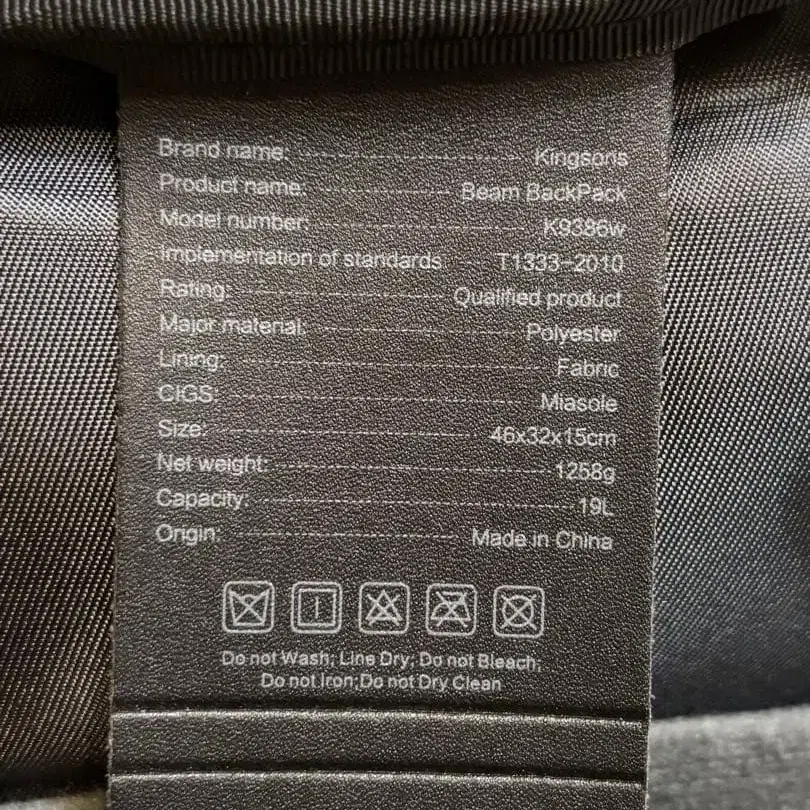 Brand name: Kingsons
Product name: Beam BackPack
Model number: K9386w
Implementation of standards T1333-2010
Rating: Qualified product
Major material: Polyester
Lining: Fabric
CIGS: Miasole
Size: 46x32x15cm
Net weight: 1258g
Capacity: 19L
Origin: Made in China
Do not Wash; Line Dry; Do not Bleach;
Do not Iron;Do not Dry Clean